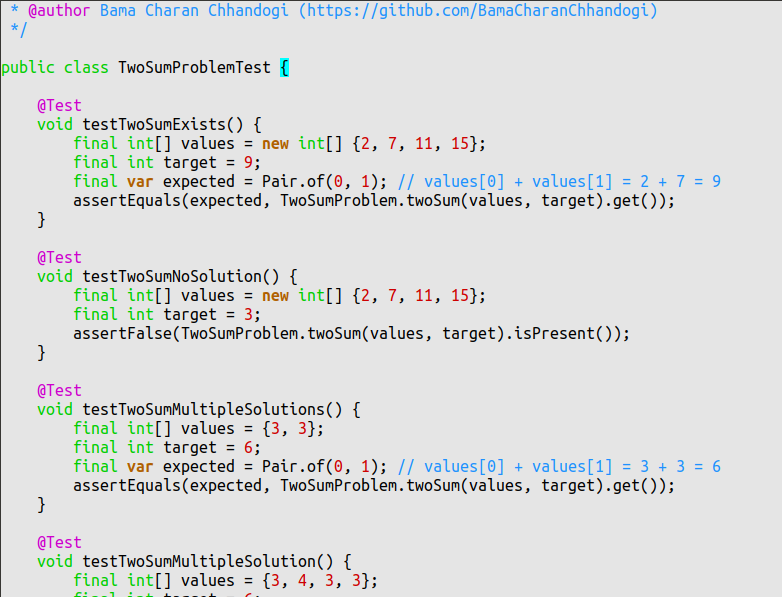 * @author Bama Charan Chhandogi (https://github.com/BamaCharanChhandogi)
 */

public class TwoSumProblemTest {

    @Test
    void testTwoSumExists() {
        final int[] values = new int[] {2, 7, 11, 15};
        final int target = 9;
        final var expected = Pair.of(0, 1); // values[0] + values[1] = 2 + 7 = 9
        assertEquals(expected, TwoSumProblem.twoSum(values, target).get());
    }

    @Test
    void testTwoSumNoSolution() {
        final int[] values = new int[] {2, 7, 11, 15};
        final int target = 3;
        assertFalse(TwoSumProblem.twoSum(values, target).isPresent());
    }

    @Test
    void testTwoSumMultipleSolutions() {
        final int[] values = {3, 3};
        final int target = 6;
        final var expected = Pair.of(0, 1); // values[0] + values[1] = 3 + 3 = 6
        assertEquals(expected, TwoSumProblem.twoSum(values, target).get());
    }

    @Test
    void testTwoSumMultipleSolution() {
        final int[] values = {3, 4, 3, 3};
        final int target = 6;